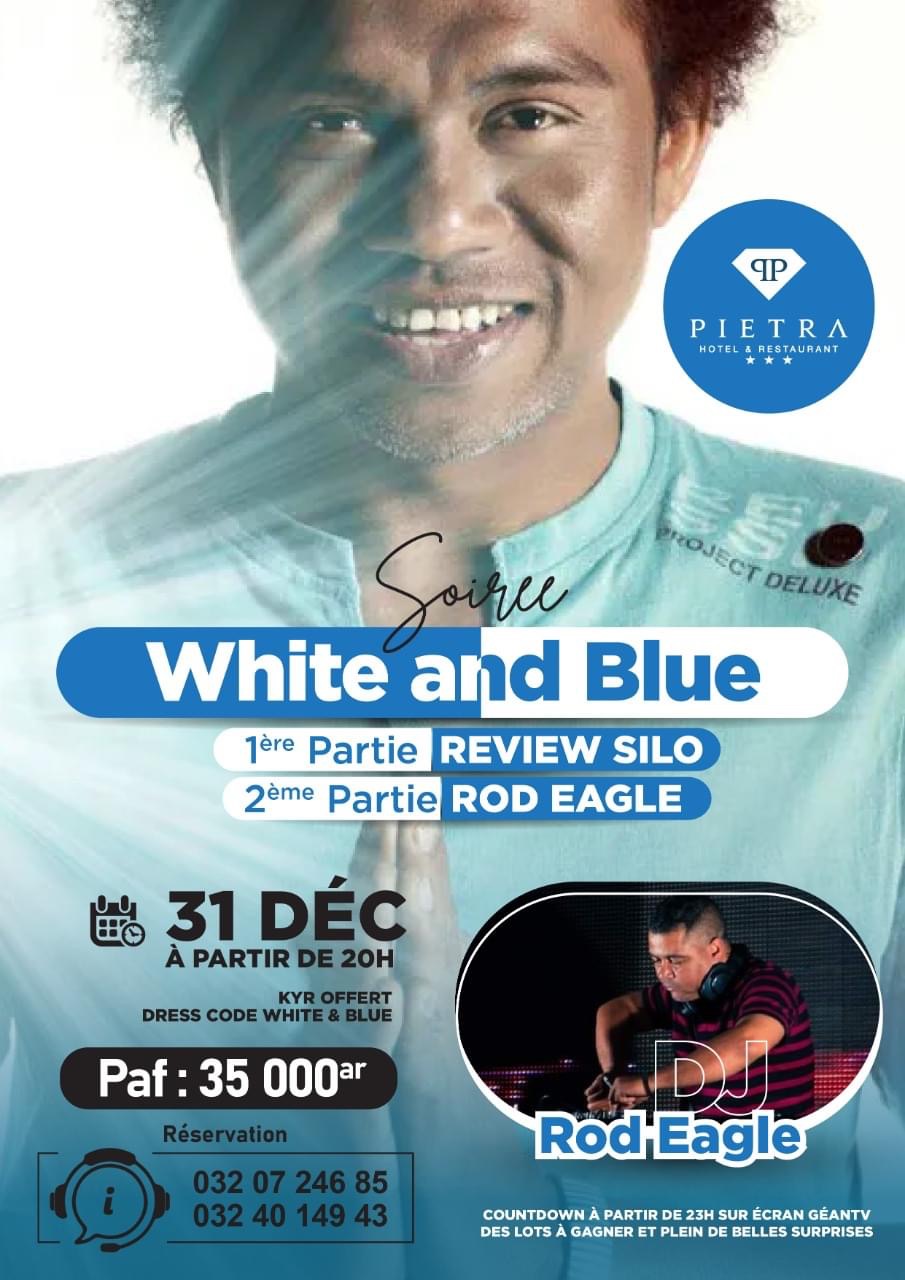 PP
PIETRA
HOTEL & RESTAURANT
PROJECT DELUXE
Soiree
White and Blue
1ère Partie REVIEW SILO
2ème Partie ROD EAGLE
31 DÉC
À PARTIR DE 20H
KYR OFFERT
DRESS CODE WHITE & BLUE
Paf : 35 000ar
Réservation
i
032 07 246 85
032 40 149 43
DJ
Rod Eagle
COUNTDOWN À PARTIR DE 23H SUR ÉCRAN GÉANTV
DES LOTS À GAGNER ET PLEIN DE BELLES SURPRISES